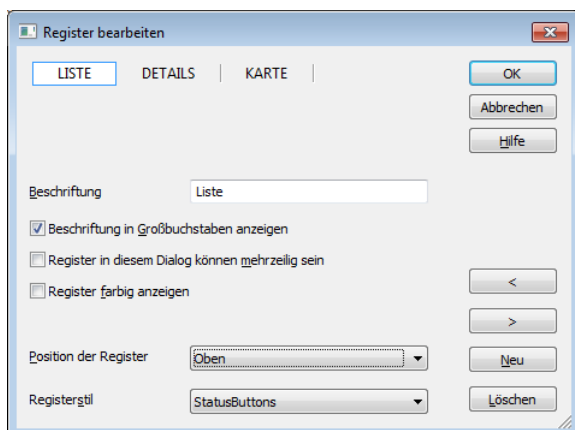 Register bearbeiten
LISTE DETAILS KARTE OK
Abbrechen
Hilfe
Beschriftung Liste
Beschriftung in Großbuchstaben anzeigen
Register in diesem Dialog können mehrzeilig sein
Register farbig anzeigen
<
>
Position der Register Oben Neu
Registerstil StatusButtons Löschen